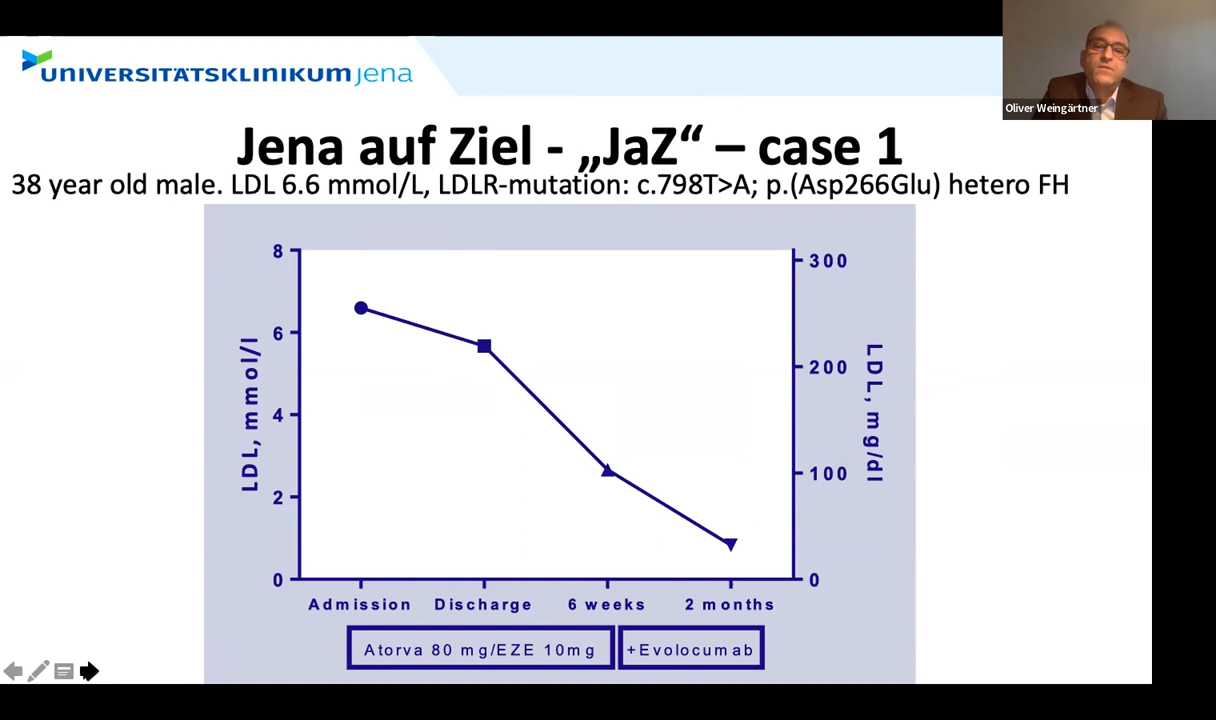 UNIVERSITÄTSKLINIKUM jena
Oliver Weingärtner
Jena auf Ziel - „JaZ“ – case 1
38 year old male. LDL 6.6 mmol/L, LDLR-mutation: c.798T>A; p.(Asp266Glu) hetero FH
LDL, mmol/l
8
6
4
2
0
300
200
100
0
LDL, mg/dl
Admission Discharge 6 weeks 2 months
Atorva 80 mg/EZE 10mg +Evolocumab